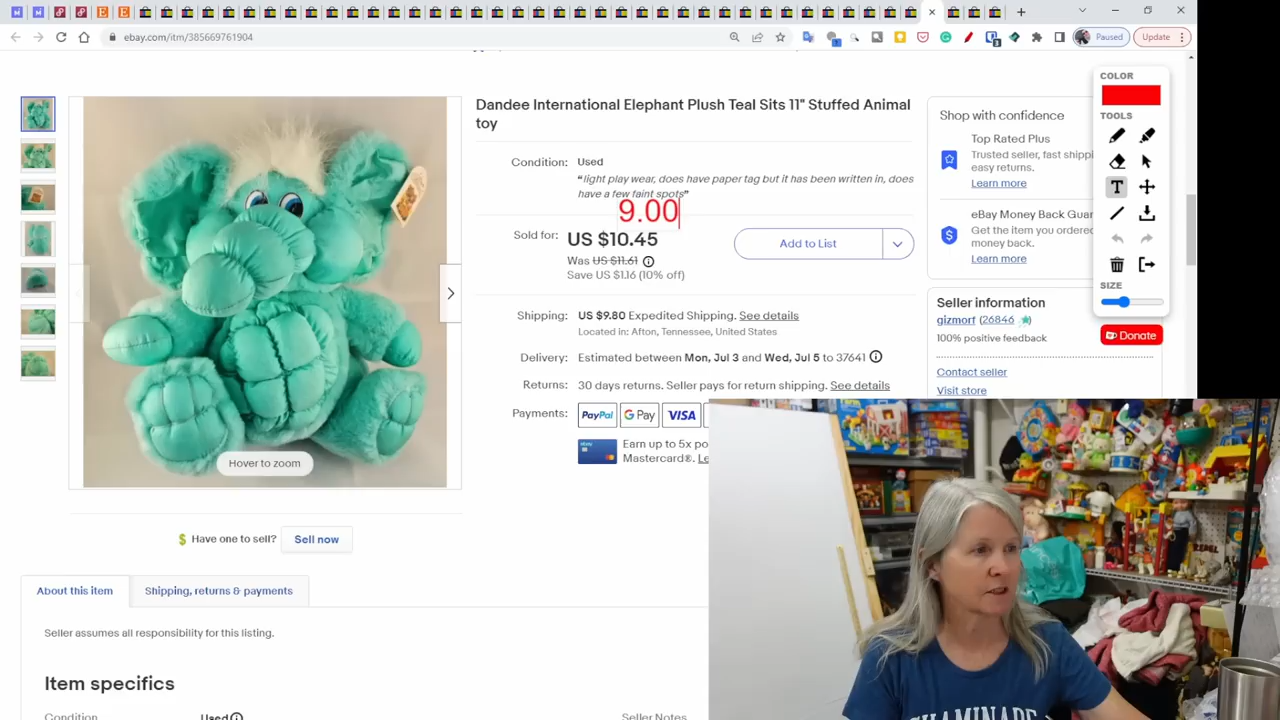 Paused
Update
ebay.com/itm/385669761904
Dandee International Elephant Plush Teal Sits 11" Stuffed Animal
toy
Condition:
Used
"light play wear, does have paper tag but it has been written in, does
have a few faint spots"
9.00
Sold for:
US $10.45
Was US $11.61
Save US $1.16 (10% off)
Add to List
Shipping:
US $9.80 Expedited Shipping. See details
Located in: Afton, Tennessee, United States
Delivery:
Estimated between Mon, Jul 3 and Wed, Jul 5 to 37641
Returns:
30 days returns. Seller pays for return shipping. See details
Payments:
PayPal
G Pay
VISA
ebay
Earn up to 5x po
Mastercard®. Le
Hover to zoom
Have one to sell?
Sell now
Shop with confidence
Top Rated Plus
Trusted seller, fast shippi
easy returns.
Learn more
eBay Money Back Guar
Get the item you ordered
money back.
Learn more
Seller information
gizmorf (26846)
100% positive feedback
Contact seller
Visit store
COLOR
TOOLS
T
SIZE
Donate
About this item
Shipping, returns & payments
Seller assumes all responsibility for this listing.
Item specifics
Condition
Used
Seller Notes
CHAMINADE